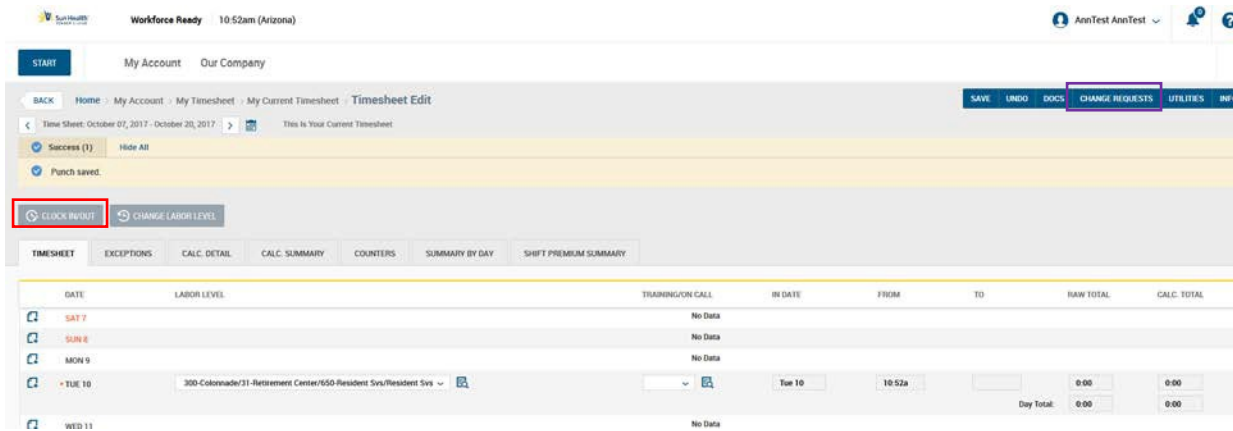 Sun Health
Workforce Ready 10:52am (Arizona)
AnnTest AnnTest
0
?
START My Account Our Company
BACK Home > My Account > My Timesheet > My Current Timesheet > Timesheet Edit
SAVE UNDO DOCS CHANGE REQUESTS UTILITIES INF
< Time Sheet: October 07, 2017 - October 20, 2017 > This Is Your Current Timesheet
Success (1) Hide All
Punch saved.
CLOCK IN/OUT CHANGE LABOR LEVEL
TIMESHEET EXCEPTIONS CALC. DETAIL CALC. SUMMARY COUNTERS SUMMARY BY DAY SHIFT PREMIUM SUMMARY
DATE LABOR LEVEL TRAINING/ON CALL IN DATE FROM TO RAW TOTAL CALC. TOTAL
SAT 7 No Data
SUN 8 No Data
MON 9 No Data
• TUE 10 300-Colonnade/31-Retirement Center/650-Resident Svs/Resident Svs Tue 10 10:52a 0:00 0:00
Day Total: 0:00 0:00
WED 11 No Data